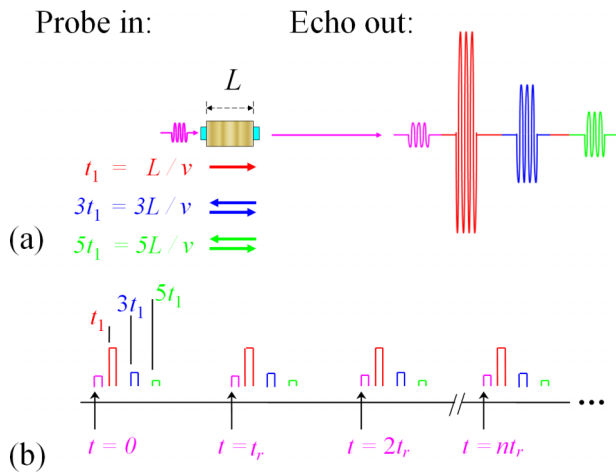 Probe in: Echo out:
L
t₁ = L / v
3t₁ = 3L / v
5t₁ = 5L / v
(a)
t₁ 3t₁ 5t₁
...
t = 0 t = tᵣ t = 2tᵣ t = ntᵣ
(b)